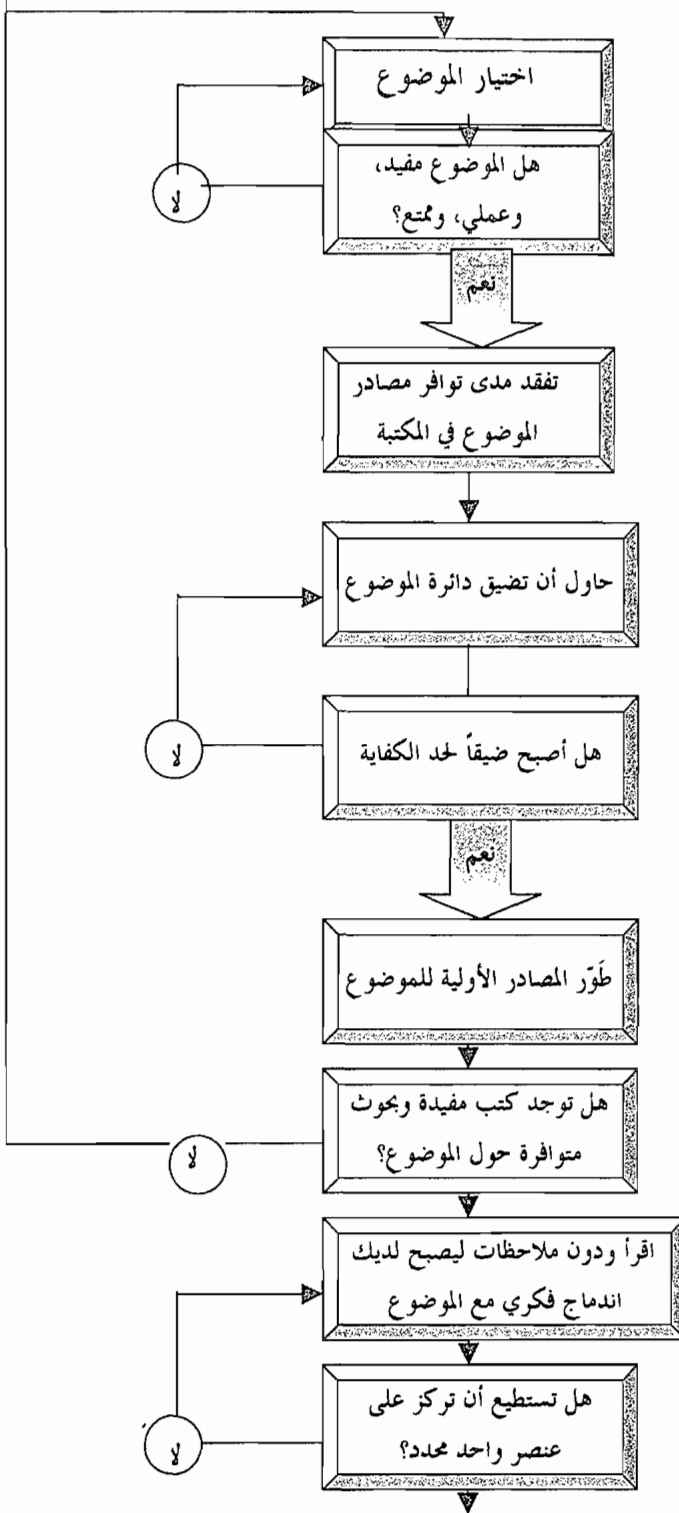 اختيار الموضوع
هل الموضوع مفيد،
وعملي، وممتع؟
لا
نعم
تفقد مدى توافر مصادر
الموضوع في المكتبة
حاول أن تضيق دائرة الموضوع
هل أصبح ضيقاً لحد الكفاية
لا
نعم
طَوّر المصادر الأولية للموضوع
هل توجد كتب مفيدة وبحوث
متوافرة حول الموضوع؟
لا
اقرأ ودون ملاحظات ليصبح لديك
اندماج فكري مع الموضوع
هل تستطيع أن تركز على
عنصر واحد محدد؟
لا